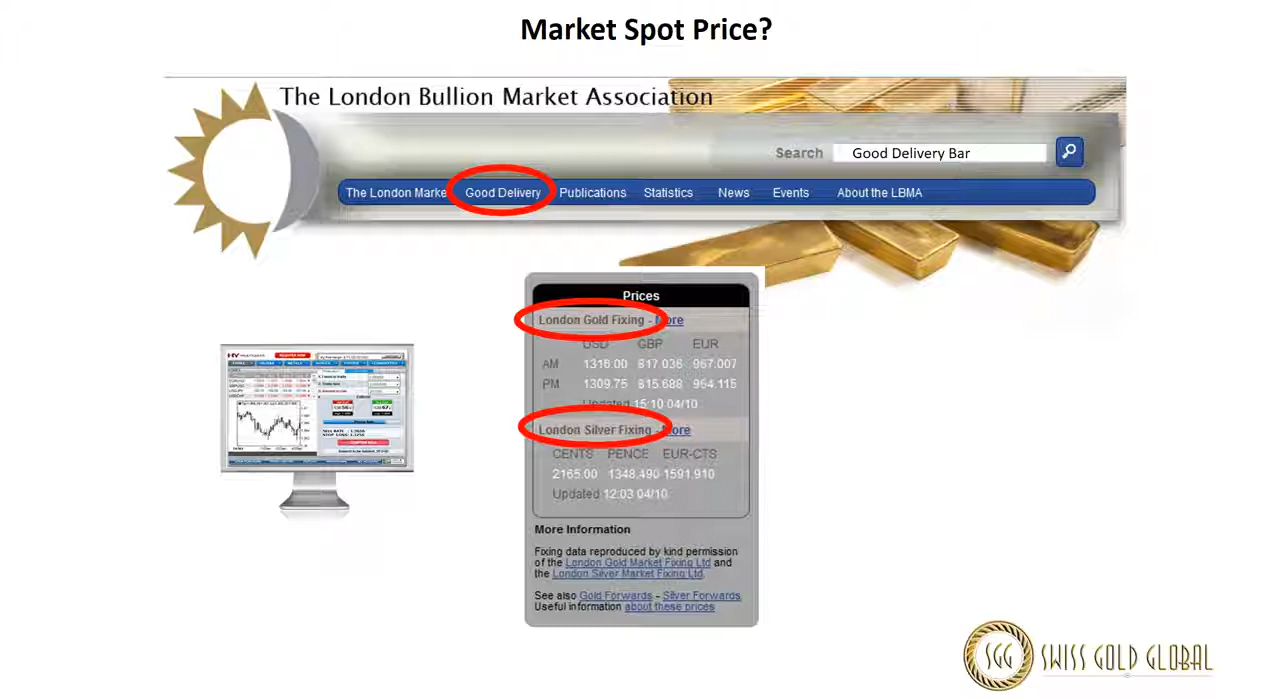 Market Spot Price?
The London Bullion Market Association
Search Good Delivery Bar
The London Marke Good Delivery Publications Statistics News Events About the LBMA
Prices
London Gold Fixing - More
USD GBP EUR
AM 1316.00 817.036 967.007
PM 1309.75 815.688 964.115
Updated 15:10 04/10
London Silver Fixing - More
CENTS PENCE EUR-CTS
2165.00 1348.490 1591.910
Updated 12:03 04/10
More Information
Fixing data reproduced by kind permission
of the London Gold Market Fixing Ltd and
the London Silver Market Fixing Ltd.
See also Gold Forwards - Silver Forwards
Useful information about these prices
SGG SWISS GOLD GLOBAL